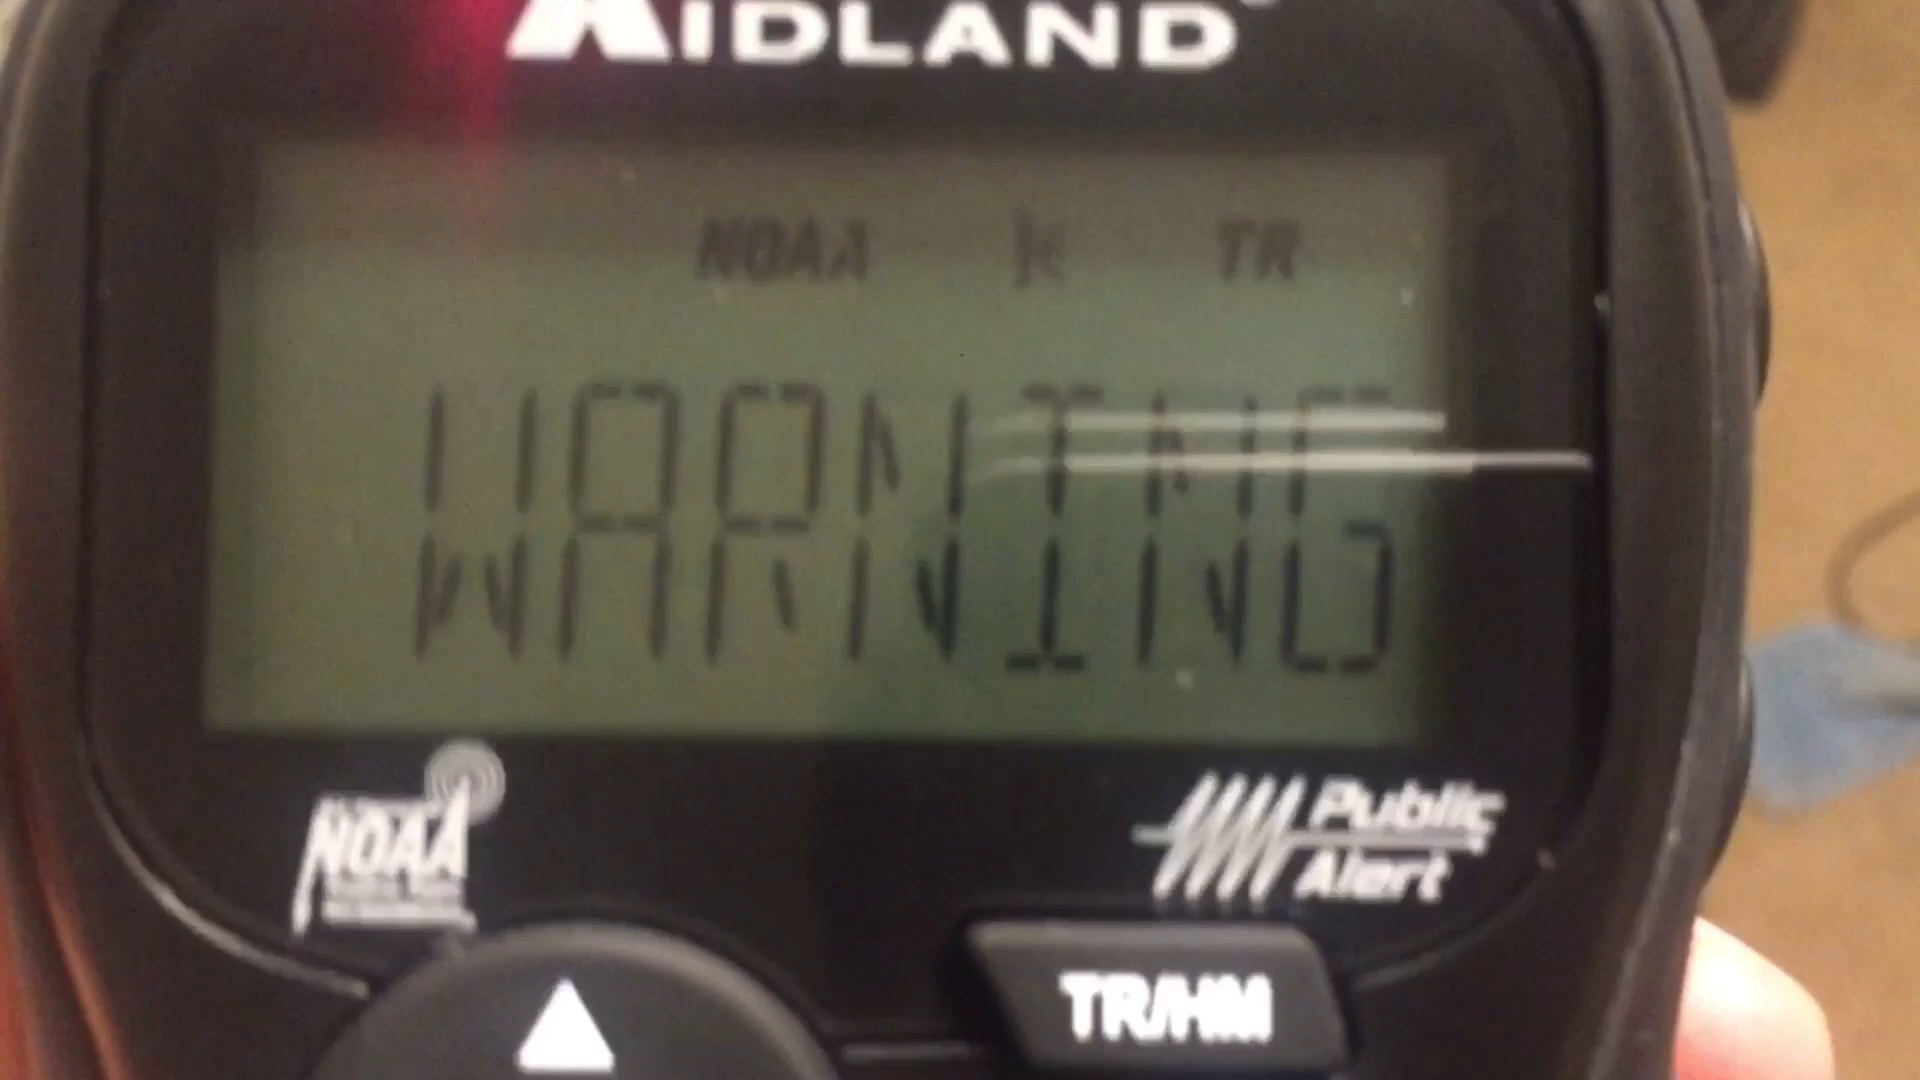 MIDLAND
NOAA TR
WARNING
NOAA
Public
Alert
TR/HM